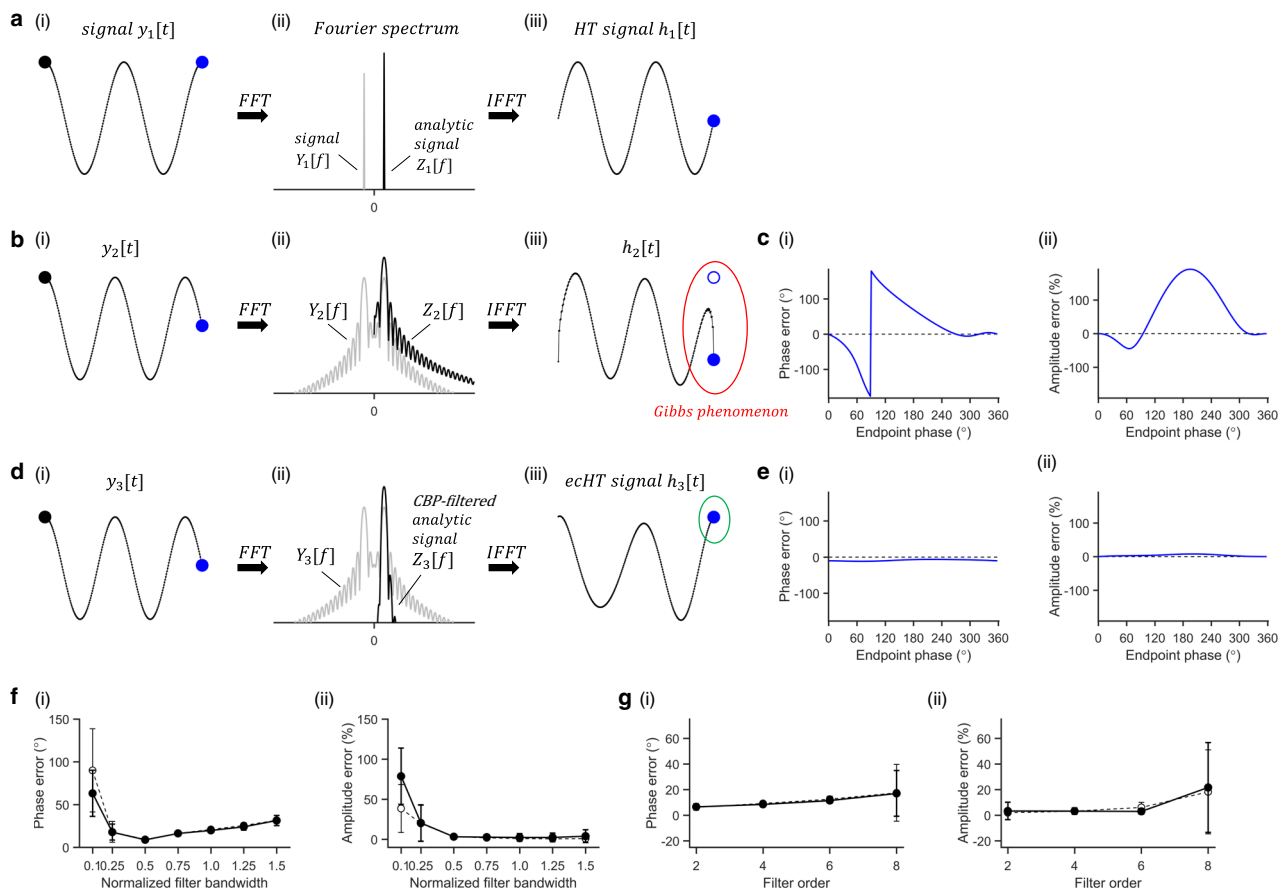 a (i) signal y₁[t] (ii) Fourier spectrum (iii) HT signal h₁[t]
FFT
IFFT
signal
Y₁[f]
analytic
signal
Z₁[f]
0
b (i) y₂[t] (ii) (iii) h₂[t]
FFT
Y₂[f]
Z₂[f]
IFFT
0
Gibbs phenomenon
c (i)
Phase error (°)
100
0
-100
0 60 120 180 240 300 360
Endpoint phase (°)
(ii)
Amplitude error (%)
100
0
-100
0 60 120 180 240 300 360
Endpoint phase (°)
d (i) y₃[t] (ii) (iii) ecHT signal h₃[t]
FFT
Y₃[f]
CBP-filtered
analytic
signal
Z₃[f]
IFFT
0
e (i)
Phase error (°)
100
0
-100
0 60 120 180 240 300 360
Endpoint phase (°)
(ii)
Amplitude error (%)
100
0
-100
0 60 120 180 240 300 360
Endpoint phase (°)
f (i)
Phase error (°)
150
100
50
0
0.1 0.25 0.5 0.75 1.0 1.25 1.5
Normalized filter bandwidth
(ii)
Amplitude error (%)
150
100
50
0
0.1 0.25 0.5 0.75 1.0 1.25 1.5
Normalized filter bandwidth
g (i)
Phase error (°)
60
40
20
0
-20
2 4 6 8
Filter order
(ii)
Amplitude error (%)
60
40
20
0
-20
2 4 6 8
Filter order